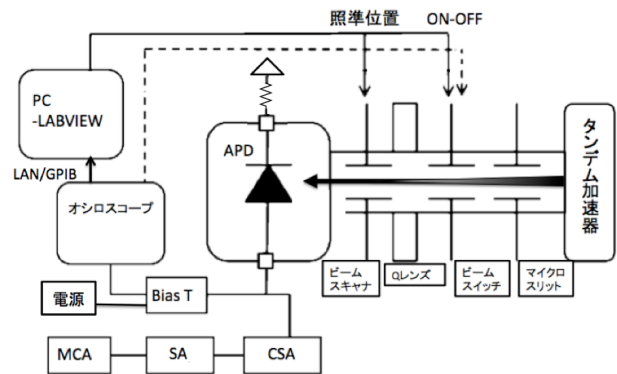 照準位置 ON-OFF
PC
-LABVIEW
LAN/GPIB
オシロスコープ
APD
タンデム加速器
電源
Bias T
MCA
SA
CSA
ビーム
スキャナ
Qレンズ
ビーム
スイッチ
マイクロ
スリット